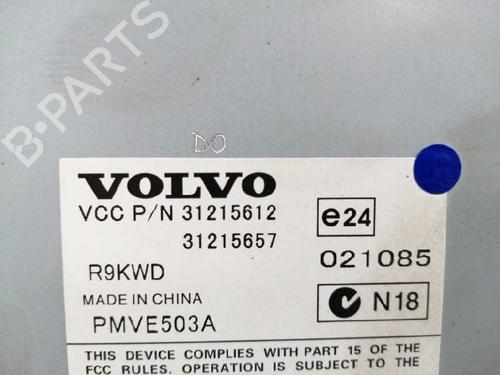 DO
VOLVO
VCC P/N 31215612
31215657
e24
021085
R9KWD
MADE IN CHINA
PMVE503A
N18
THIS DEVICE COMPLIES WITH PART 15 OF THE
FCC RULES. OPERATION IS SUBJECT TO THE
B-PARTS